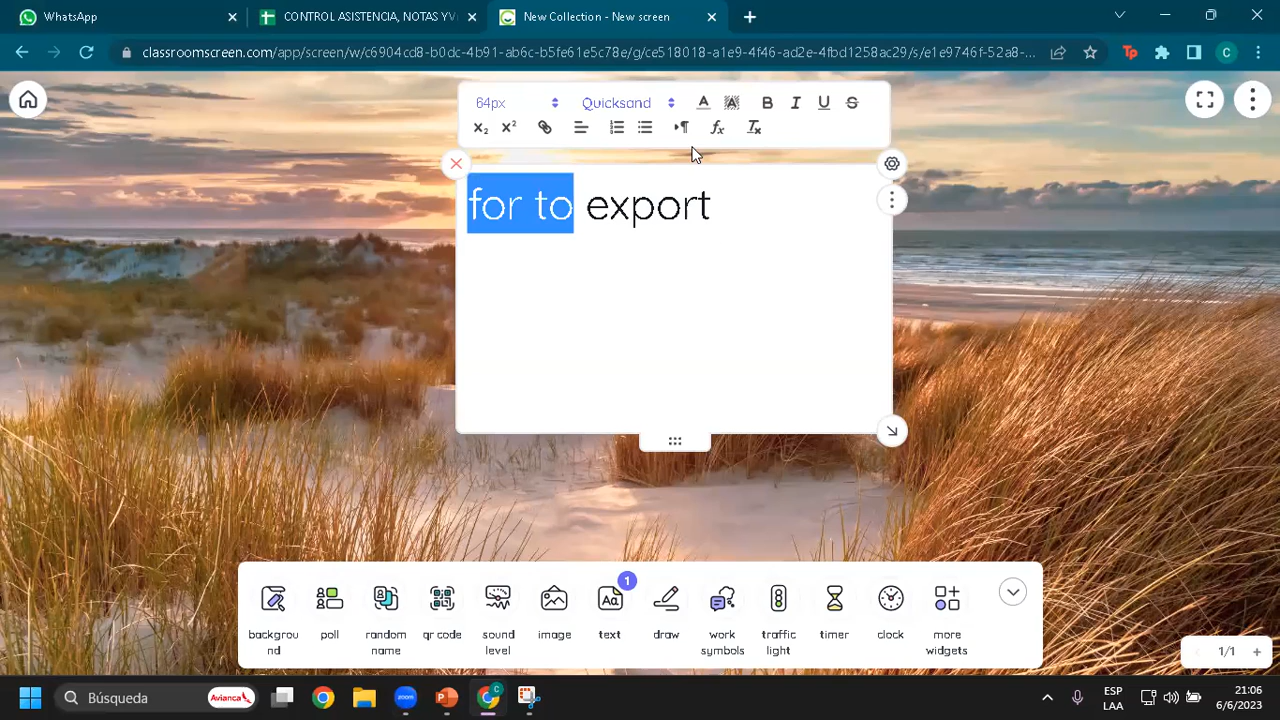 WhatsApp
CONTROL ASISTENCIA, NOTAS YV
New Collection - New screen
classroomscreen.com/app/screen/w/c6904cd8-b0dc-4b91-ab6c-b5fe61e5c78e/g/ce518018-a1e9-4f46-ad2e-4fbd1258ac29/s/e1e9746f-52a8-...
64px
Quicksand
for to export
1
background
poll
random name
qr code
sound level
image
text
draw
work symbols
traffic light
timer
clock
more widgets
1/1
Búsqueda
Avianca
zoom
ESP
LAA
21:06
6/6/2023